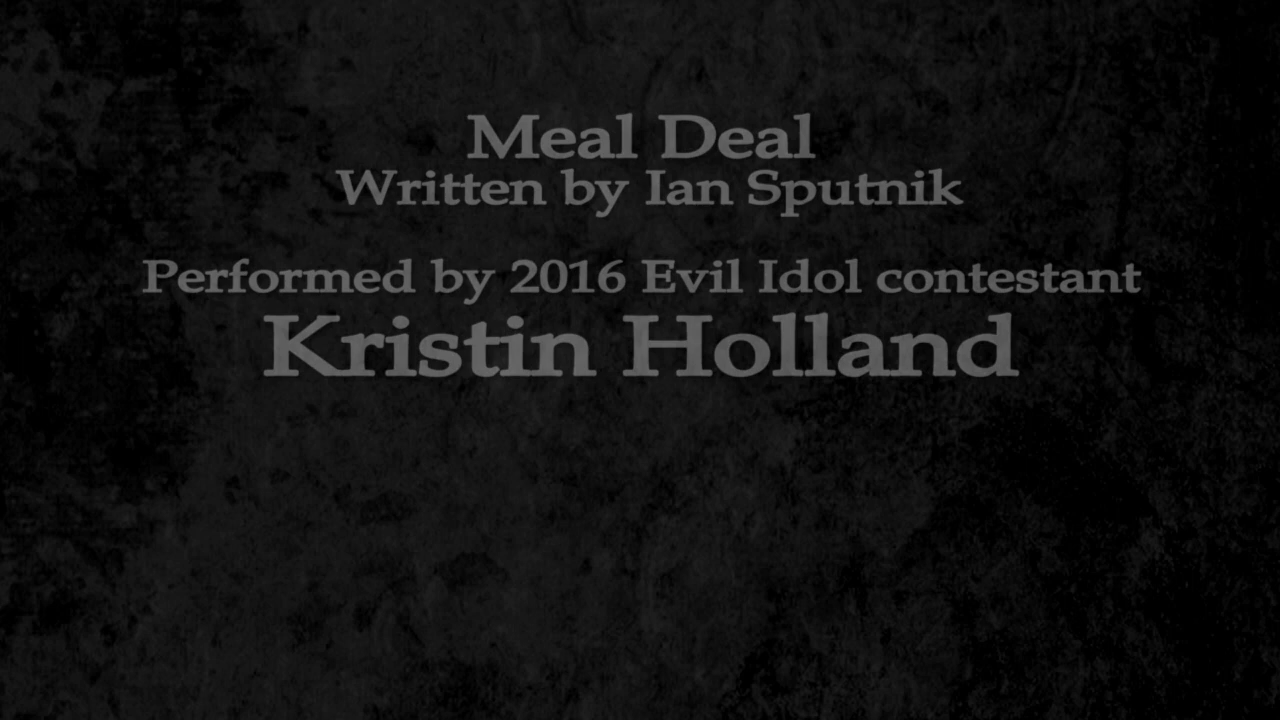 Meal Deal
Written by Ian Sputnik
Performed by 2016 Evil Idol contestant
Kristin Holland